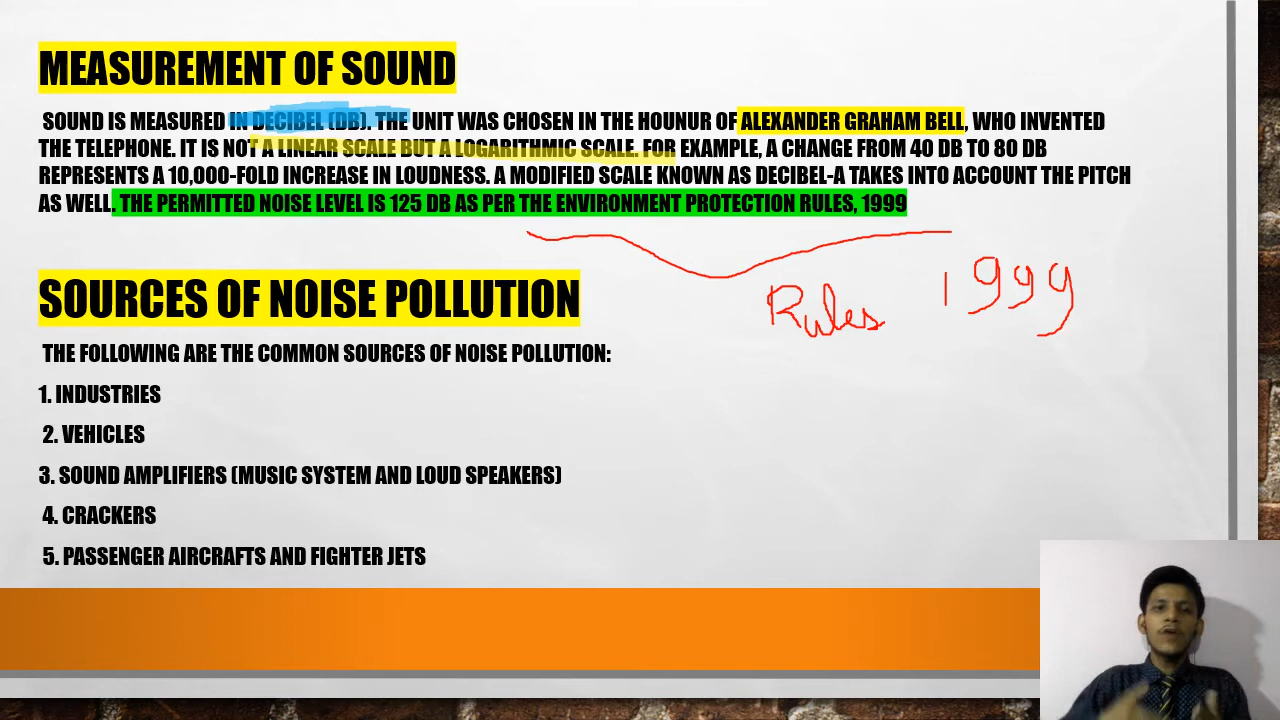 MEASUREMENT OF SOUND
SOUND IS MEASURED IN DECIBEL (DB). THE UNIT WAS CHOSEN IN THE HOUNUR OF ALEXANDER GRAHAM BELL, WHO INVENTED
THE TELEPHONE. IT IS NOT A LINEAR SCALE BUT A LOGARITHMIC SCALE. FOR EXAMPLE, A CHANGE FROM 40 DB TO 80 DB
REPRESENTS A 10,000-FOLD INCREASE IN LOUDNESS. A MODIFIED SCALE KNOWN AS DECIBEL-A TAKES INTO ACCOUNT THE PITCH
AS WELL. THE PERMITTED NOISE LEVEL IS 125 DB AS PER THE ENVIRONMENT PROTECTION RULES, 1999
Rules 1999
SOURCES OF NOISE POLLUTION
THE FOLLOWING ARE THE COMMON SOURCES OF NOISE POLLUTION:
1. INDUSTRIES
2. VEHICLES
3. SOUND AMPLIFIERS (MUSIC SYSTEM AND LOUD SPEAKERS)
4. CRACKERS
5. PASSENGER AIRCRAFTS AND FIGHTER JETS